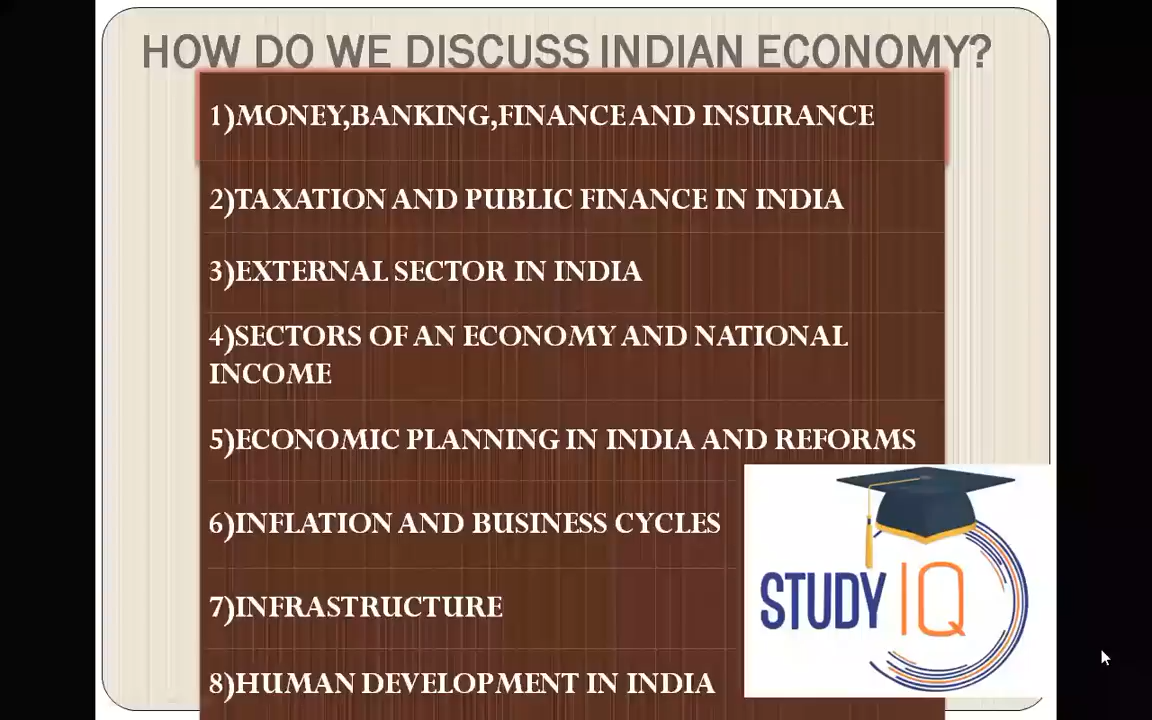 HOW DO WE DISCUSS INDIAN ECONOMY?
1)MONEY,BANKING,FINANCE AND INSURANCE
2)TAXATION AND PUBLIC FINANCE IN INDIA
3)EXTERNAL SECTOR IN INDIA
4)SECTORS OF AN ECONOMY AND NATIONAL
INCOME
5)ECONOMIC PLANNING IN INDIA AND REFORMS
6)INFLATION AND BUSINESS CYCLES
7)INFRASTRUCTURE
8)HUMAN DEVELOPMENT IN INDIA
STUDY IQ